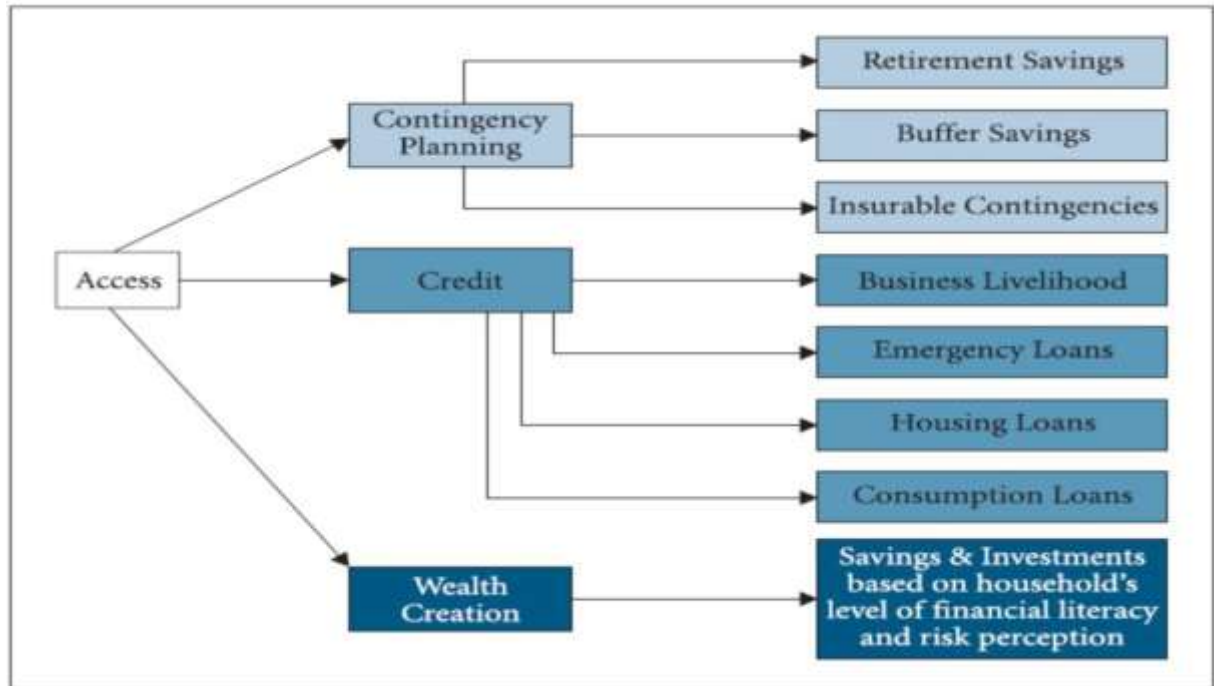 Retirement Savings
Contingency
Planning
Buffer Savings
Insurable Contingencies
Access
Credit
Business Livelihood
Emergency Loans
Housing Loans
Consumption Loans
Wealth
Creation
Savings & Investments
based on household's
level of financial literacy
and risk perception